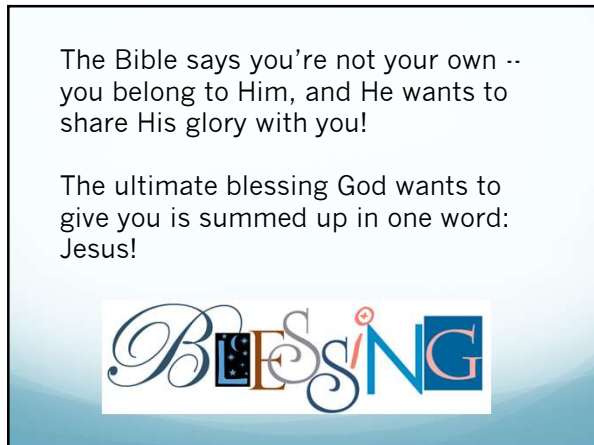 The Bible says you’re not your own --
you belong to Him, and He wants to
share His glory with you!
The ultimate blessing God wants to
give you is summed up in one word:
Jesus!
BLESSiNG